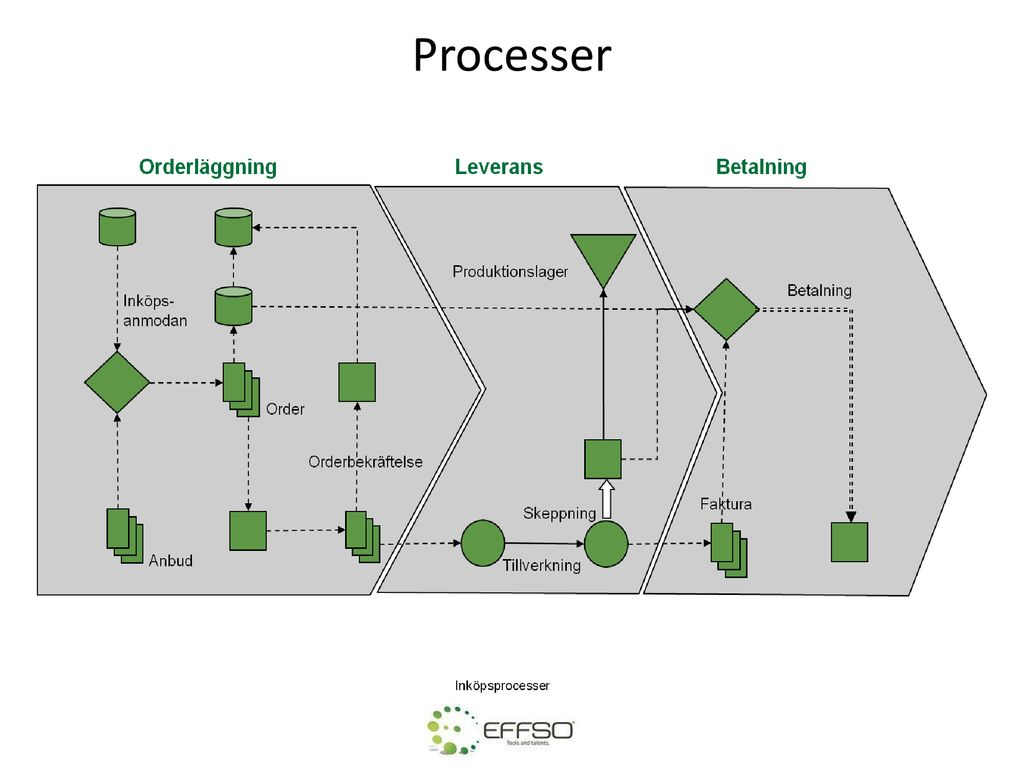 Processer
Orderläggning
Leverans
Betalning
Inköps-
anmodan
Order
Orderbekräftelse
Anbud
Produktionslager
Skeppning
Tillverkning
Betalning
Faktura
Inköpsprocesser
EFFSO
Tools and talents.